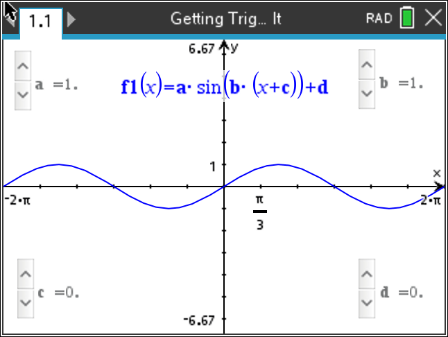 1.1 Getting Trig… It RAD
6.67 y
a =1. f1(x)=a· sin(b· (x+c))+d b =1.
1
x
-2·π 2·π
π
3
c =0. d =0.
-6.67